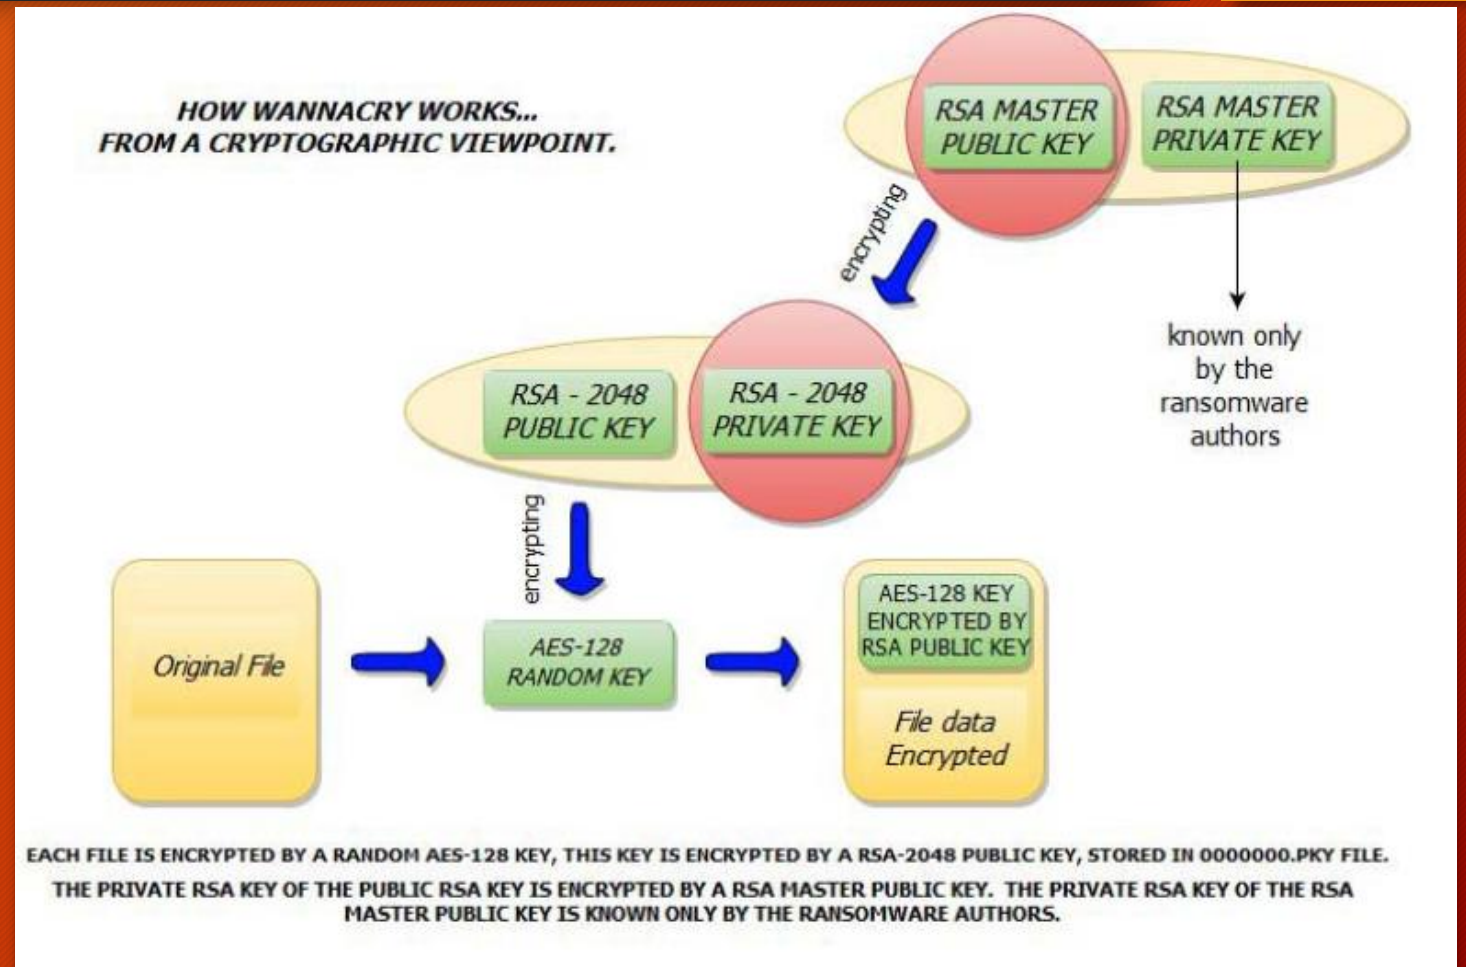 HOW WANNACRY WORKS...
FROM A CRYPTOGRAPHIC VIEWPOINT.
RSA MASTER
PUBLIC KEY
RSA MASTER
PRIVATE KEY
encrypting
known only
by the
ransomware
authors
RSA - 2048
PUBLIC KEY
RSA - 2048
PRIVATE KEY
encrypting
Original File
AES-128
RANDOM KEY
AES-128 KEY
ENCRYPTED BY
RSA PUBLIC KEY
File data
Encrypted
EACH FILE IS ENCRYPTED BY A RANDOM AES-128 KEY, THIS KEY IS ENCRYPTED BY A RSA-2048 PUBLIC KEY, STORED IN 0000000.PKY FILE.
THE PRIVATE RSA KEY OF THE PUBLIC RSA KEY IS ENCRYPTED BY A RSA MASTER PUBLIC KEY. THE PRIVATE RSA KEY OF THE RSA
MASTER PUBLIC KEY IS KNOWN ONLY BY THE RANSOMWARE AUTHORS.